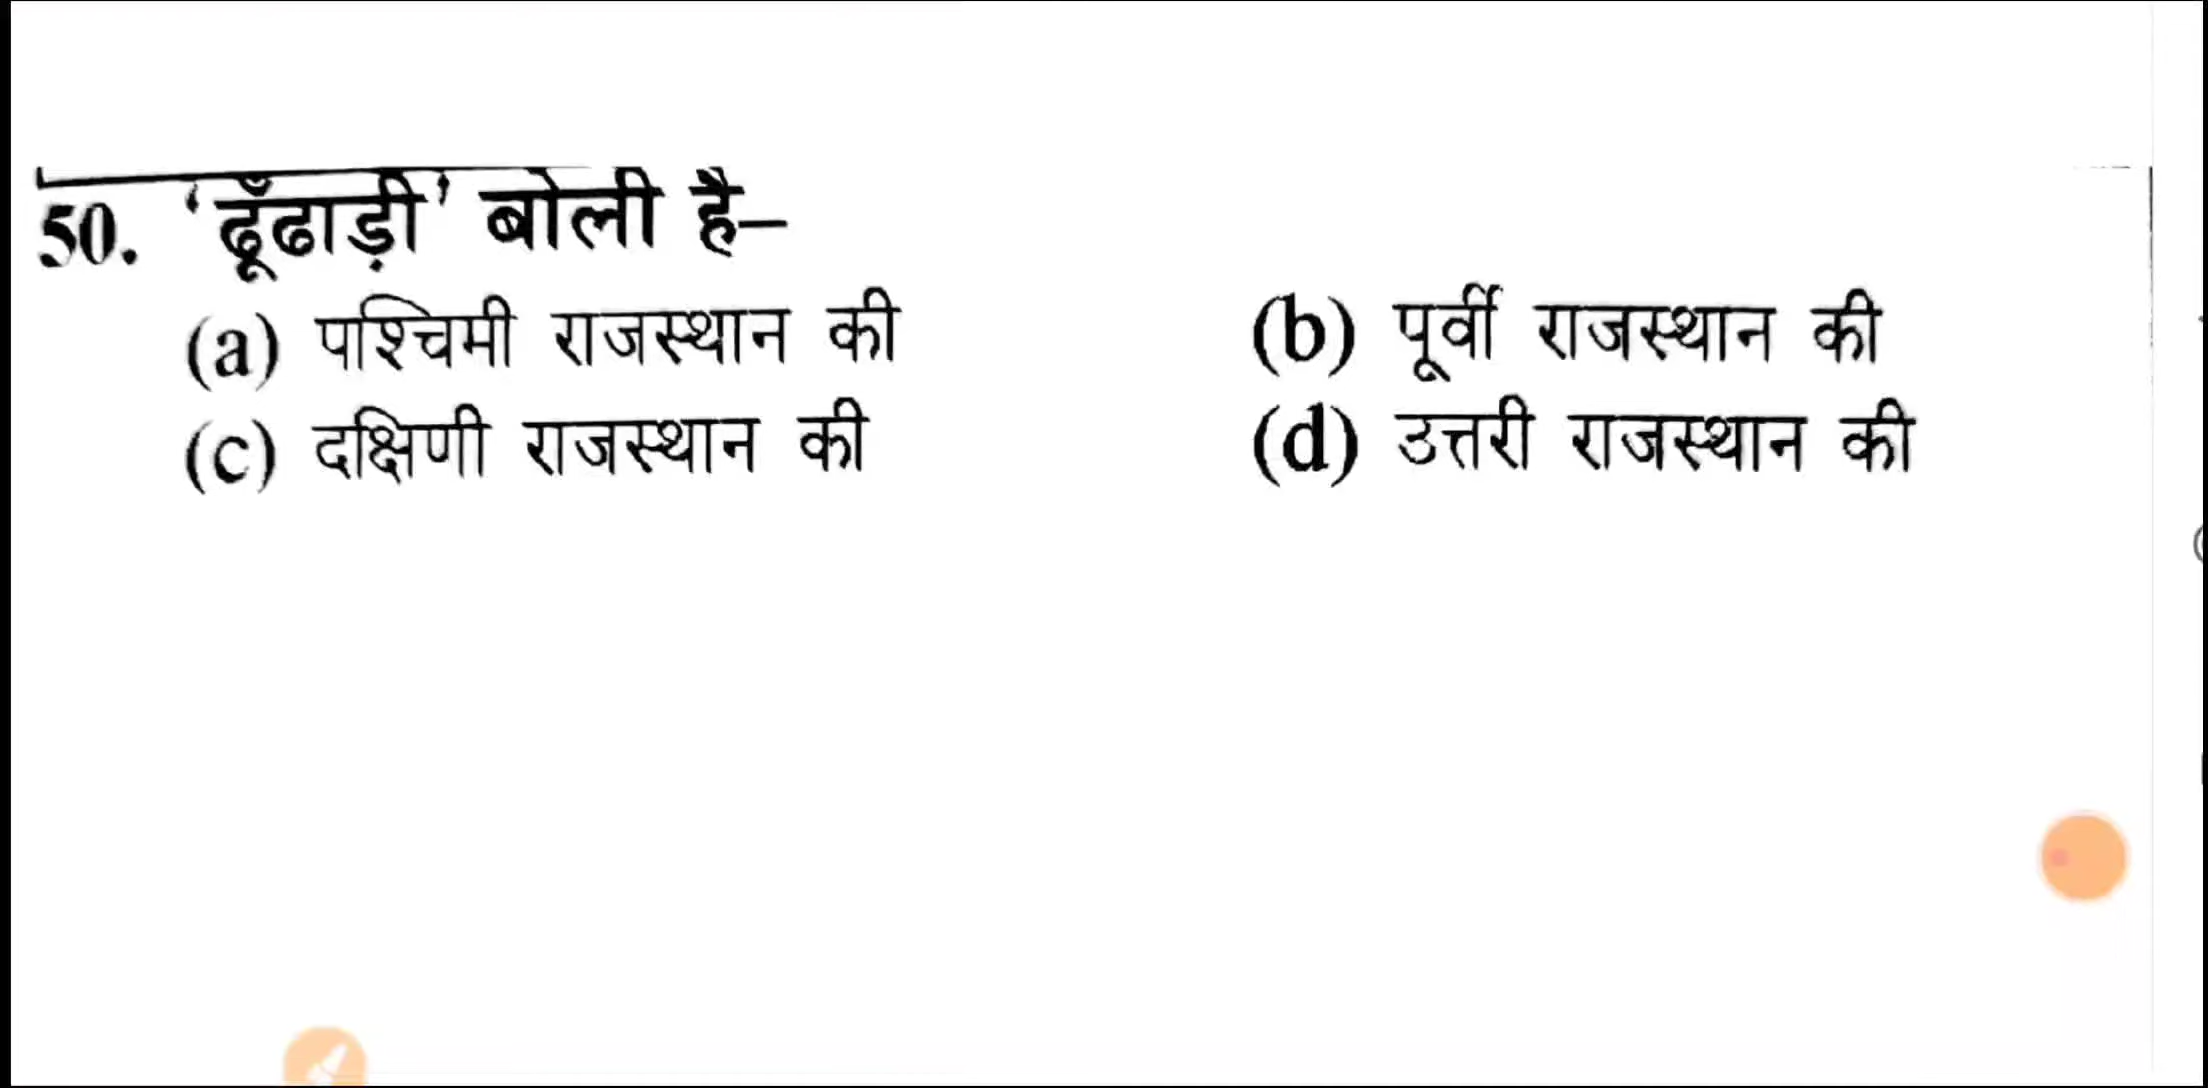 50. 'ढूँढाड़ी' बोली है–
(a) पश्चिमी राजस्थान की (b) पूर्वी राजस्थान की
(c) दक्षिणी राजस्थान की (d) उत्तरी राजस्थान की